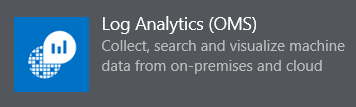 Log Analytics (OMS)
Collect, search and visualize machine
data from on-premises and cloud